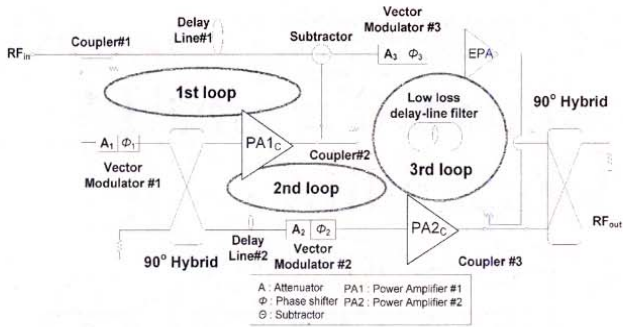 Delay
Line#1
Vector
Modulator #3
Coupler#1
Subtractor
RFin
A3 Φ3
EPA
1st loop
Low loss
delay-line filter
90° Hybrid
A1 Φ1
PA1C
Coupler#2
3rd loop
Vector
Modulator #1
2nd loop
A2 Φ2
PA2C
RFout
90° Hybrid
Delay
Line#2
Vector
Modulator #2
Coupler #3
A : Attenuator PA1 : Power Amplifier #1
Φ : Phase shifter PA2 : Power Amplifier #2
Θ : Subtractor